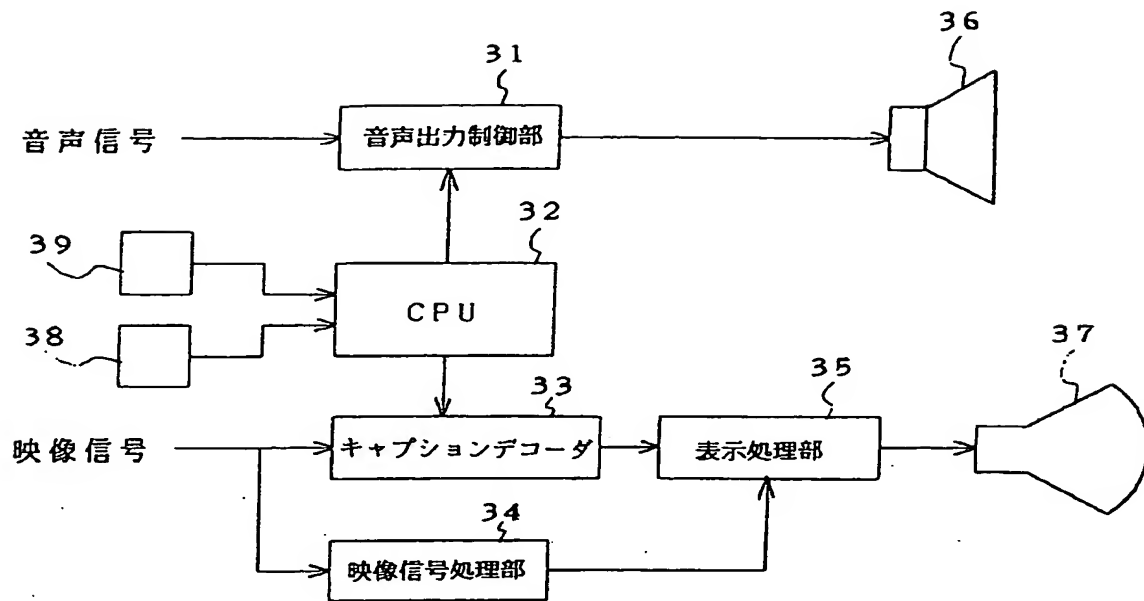 36
31
音声信号
音声出力制御部
32
39
CPU
38
37
33
35
映像信号
キャプションデコーダ
表示処理部
34
映像信号処理部